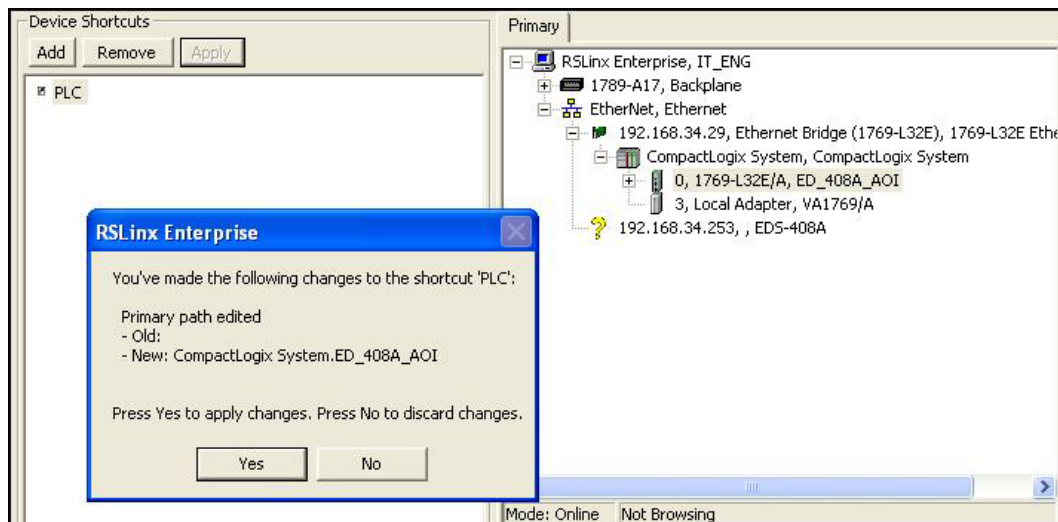 Device Shortcuts
Add Remove Apply
PLC
Primary
RSLinx Enterprise, IT_ENG
1789-A17, Backplane
EtherNet, Ethernet
192.168.34.29, Ethernet Bridge (1769-L32E), 1769-L32E Ethe
CompactLogix System, CompactLogix System
0, 1769-L32E/A, ED_408A_AOI
3, Local Adapter, VA1769/A
192.168.34.253, , EDS-408A
RSLinx Enterprise
You've made the following changes to the shortcut 'PLC':
Primary path edited
- Old:
- New: CompactLogix System.ED_408A_AOI
Press Yes to apply changes. Press No to discard changes.
Yes No
Mode: Online Not Browsing